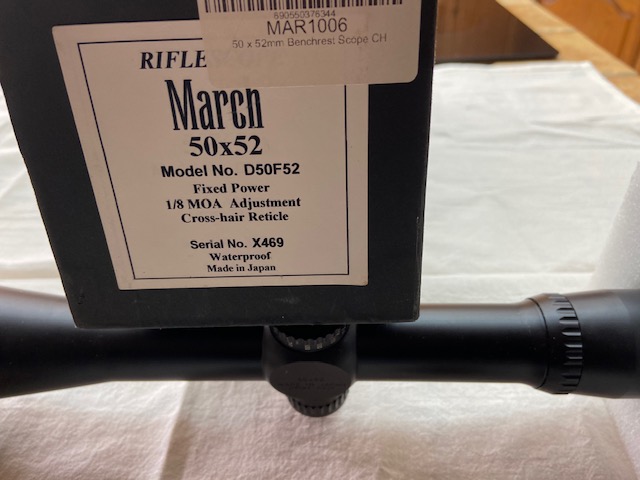 690550376344
MAR1006
50 x 52mm Benchrest Scope CH
RIFLE
March
50x52
Model No. D50F52
Fixed Power
1/8 MOA Adjustment
Cross-hair Reticle
Serial No. X469
Waterproof
Made in Japan